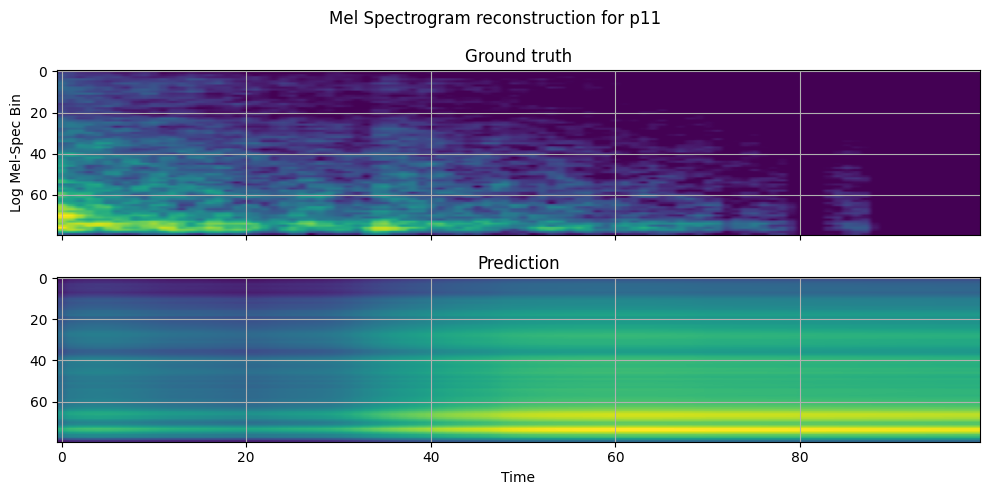 Mel Spectrogram reconstruction for p11
Ground truth
Log Mel-Spec Bin
0
20
40
60
Prediction
0
20
40
60
0 20 40 60 80
Time